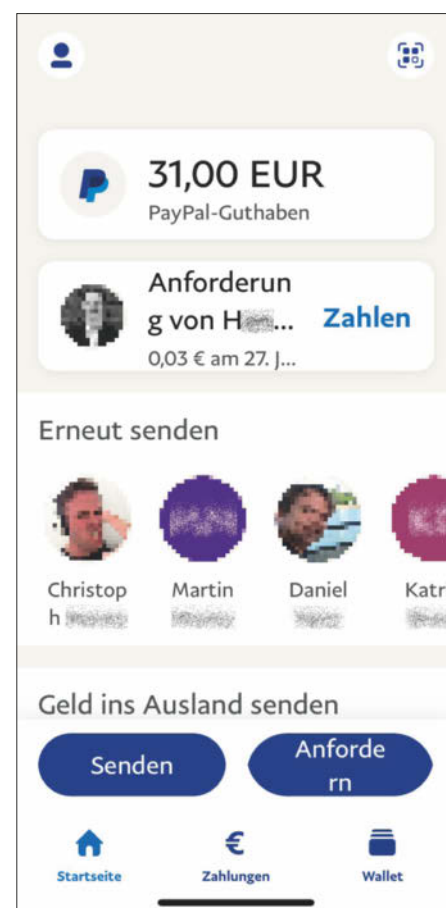 31,00 EUR
PayPal-Guthaben
Anforderun
g von H ...
Zahlen
0,03 € am 27. J...
Erneut senden
Christop
h
Martin
Daniel
Katr
Geld ins Ausland senden
Senden
Anforde
rn
Startseite
Zahlungen
Wallet